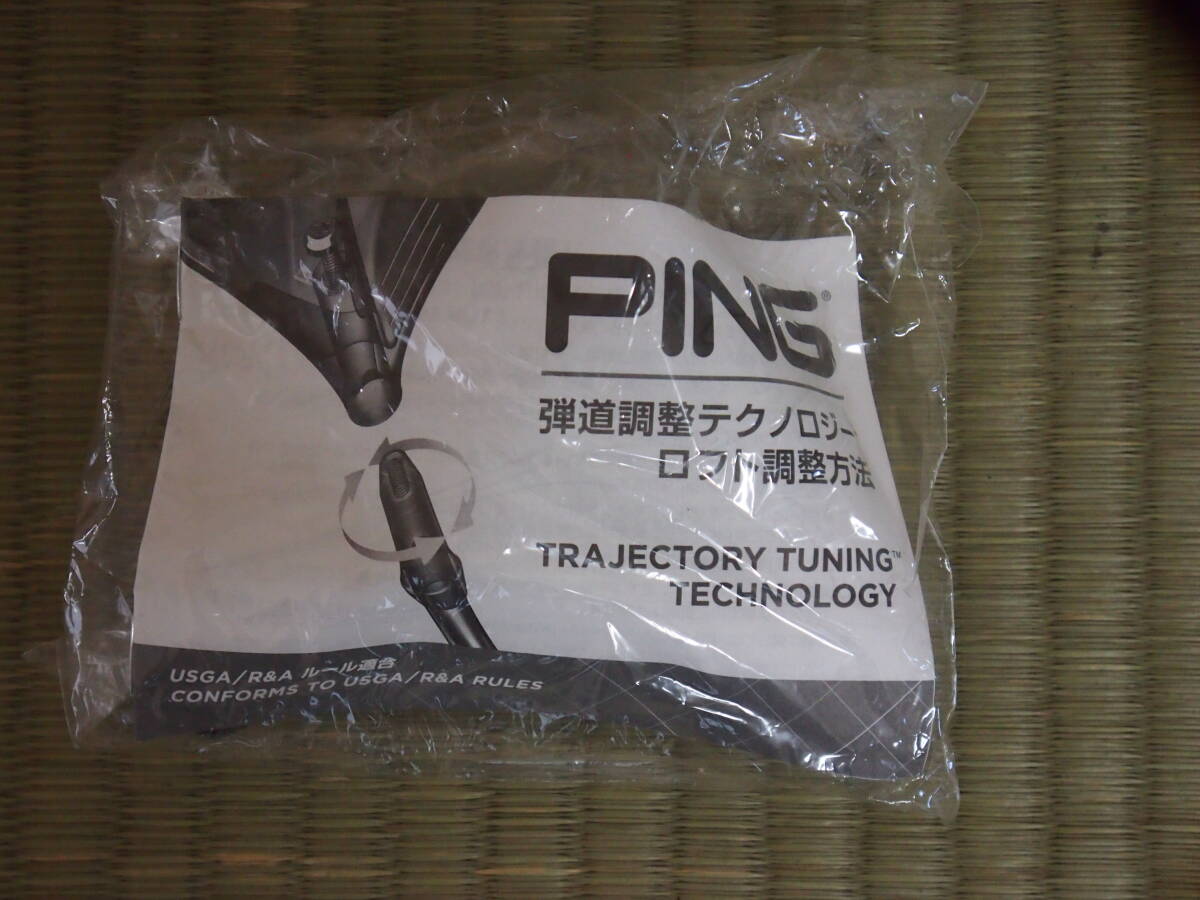 PING®
弾道調整テクノロジー
ロフト調整方法
TRAJECTORY TUNING™
TECHNOLOGY
USGA/R&A ルール適合
CONFORMS TO USGA/R&A RULES